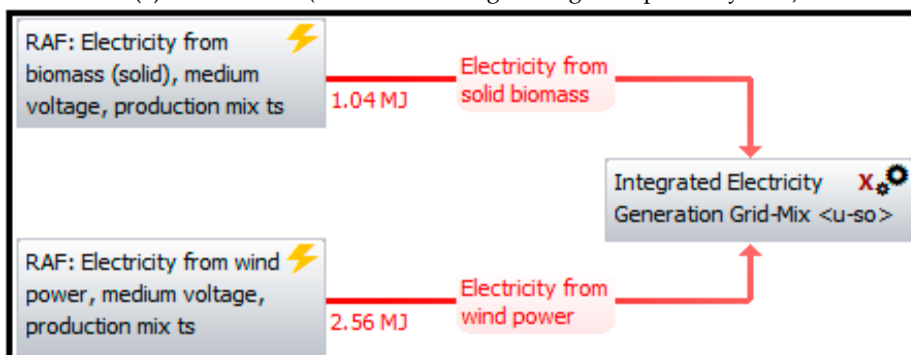 RAF: Electricity from
biomass (solid), medium
voltage, production mix ts
1.04 MJ
Electricity from
solid biomass
Integrated Electricity X
Generation Grid-Mix <u-so>
RAF: Electricity from wind
power, medium voltage,
production mix ts
2.56 MJ
Electricity from
wind power